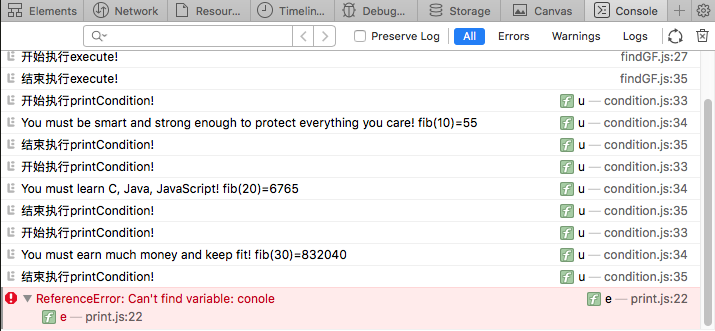 Elements Network Resour... Timelin... Debug... Storage Canvas Console
Preserve Log All Errors Warnings Logs
开始执行execute! findGF.js:27
结束执行execute! findGF.js:35
开始执行printCondition! f u — condition.js:33
You must be smart and strong enough to protect everything you care! fib(10)=55 f u — condition.js:34
结束执行printCondition! f u — condition.js:35
开始执行printCondition! f u — condition.js:33
You must learn C, Java, JavaScript! fib(20)=6765 f u — condition.js:34
结束执行printCondition! f u — condition.js:35
开始执行printCondition! f u — condition.js:33
You must earn much money and keep fit! fib(30)=832040 f u — condition.js:34
结束执行printCondition! f u — condition.js:35
ReferenceError: Can't find variable: conole f e — print.js:22
f e — print.js:22